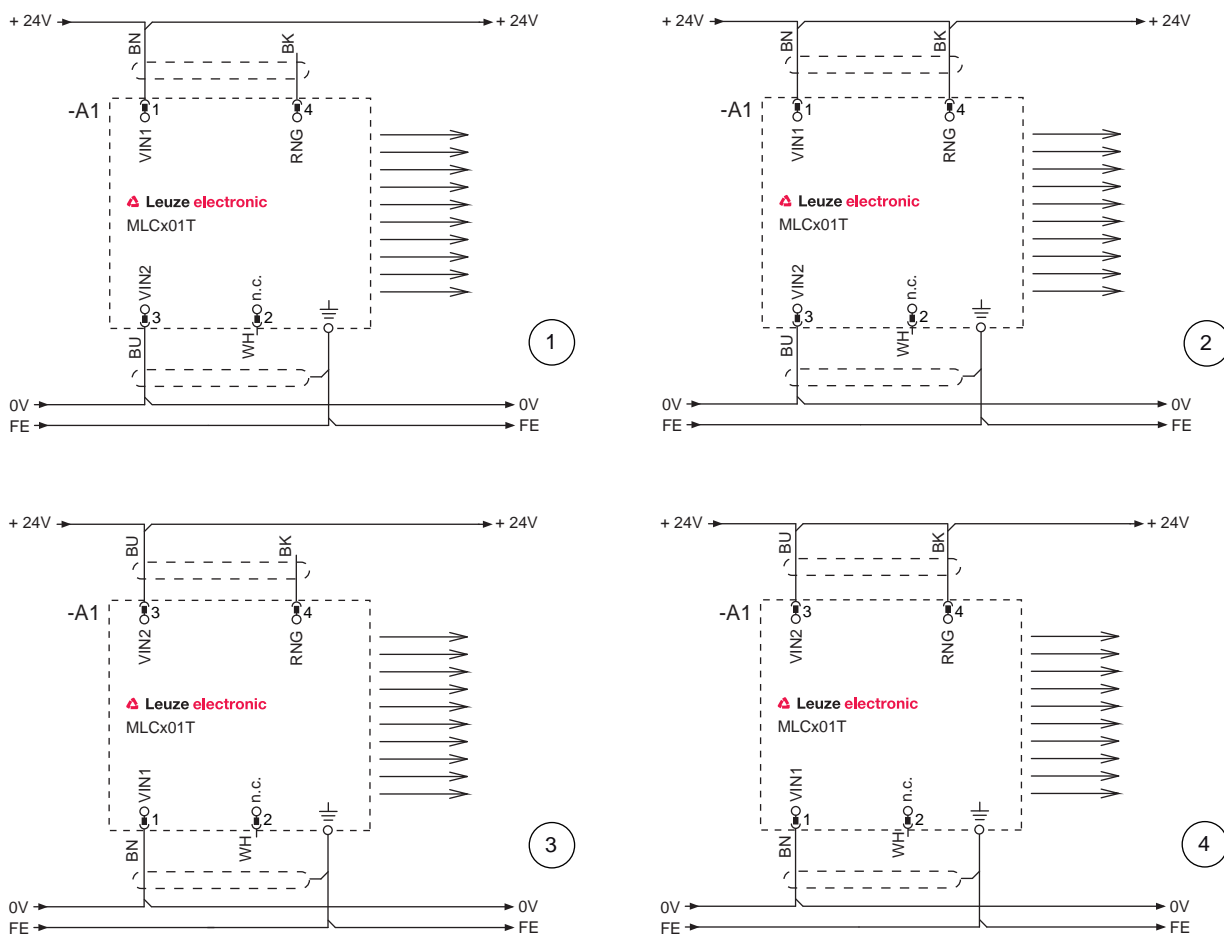 + 24V
+ 24V
BN
BK
-A1
1
4
VIN1
RNG
Leuze electronic
MLCx01T
VIN2
n.c.
3
2
BU
WH
1
0V
0V
FE
FE
+ 24V
+ 24V
BN
BK
-A1
1
4
VIN1
RNG
Leuze electronic
MLCx01T
VIN2
n.c.
3
2
BU
WH
2
0V
0V
FE
FE
+ 24V
+ 24V
BU
BK
-A1
3
4
VIN2
RNG
Leuze electronic
MLCx01T
VIN1
n.c.
1
2
BN
WH
3
0V
0V
FE
FE
+ 24V
+ 24V
BU
BK
-A1
3
4
VIN2
RNG
Leuze electronic
MLCx01T
VIN1
n.c.
1
2
BN
WH
4
0V
0V
FE
FE